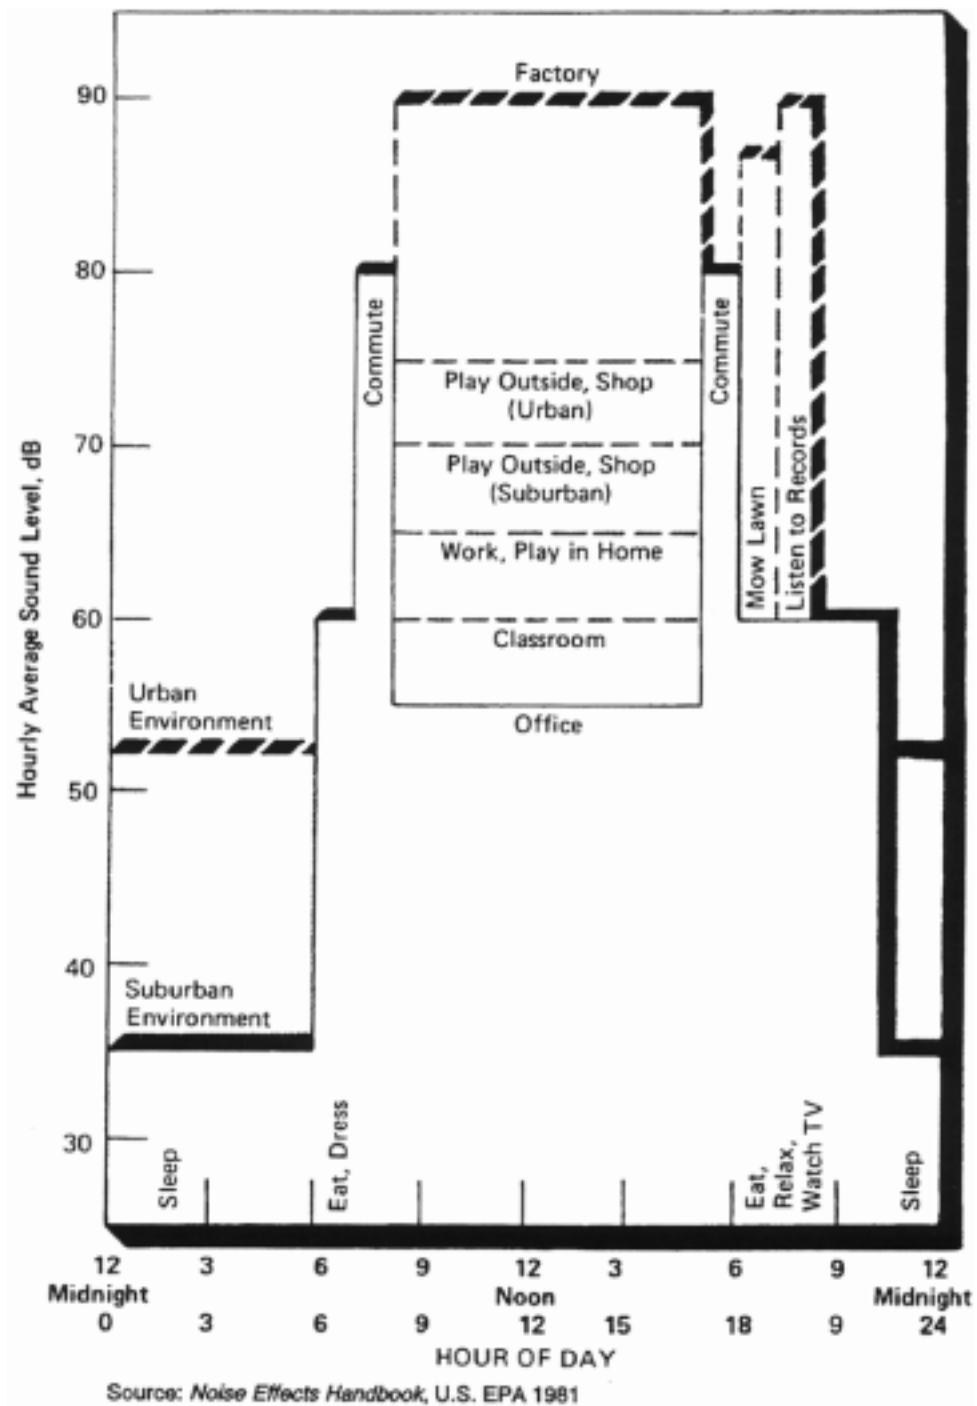 Factory
90
80
Commute
Commute
Play Outside, Shop
(Urban)
70
Play Outside, Shop
(Suburban)
Listen to Records
Mow Lawn
Work, Play in Home
Hourly Average Sound Level, dB
60
Classroom
Urban
Environment
Office
50
40
Suburban
Environment
30
Sleep
Eat, Dress
Eat,
Relax,
Watch TV
Sleep
12 3 6 9 12 3 6 9 12
Midnight Noon Midnight
0 3 6 9 12 15 18 9 24
HOUR OF DAY
Source: Noise Effects Handbook, U.S. EPA 1981